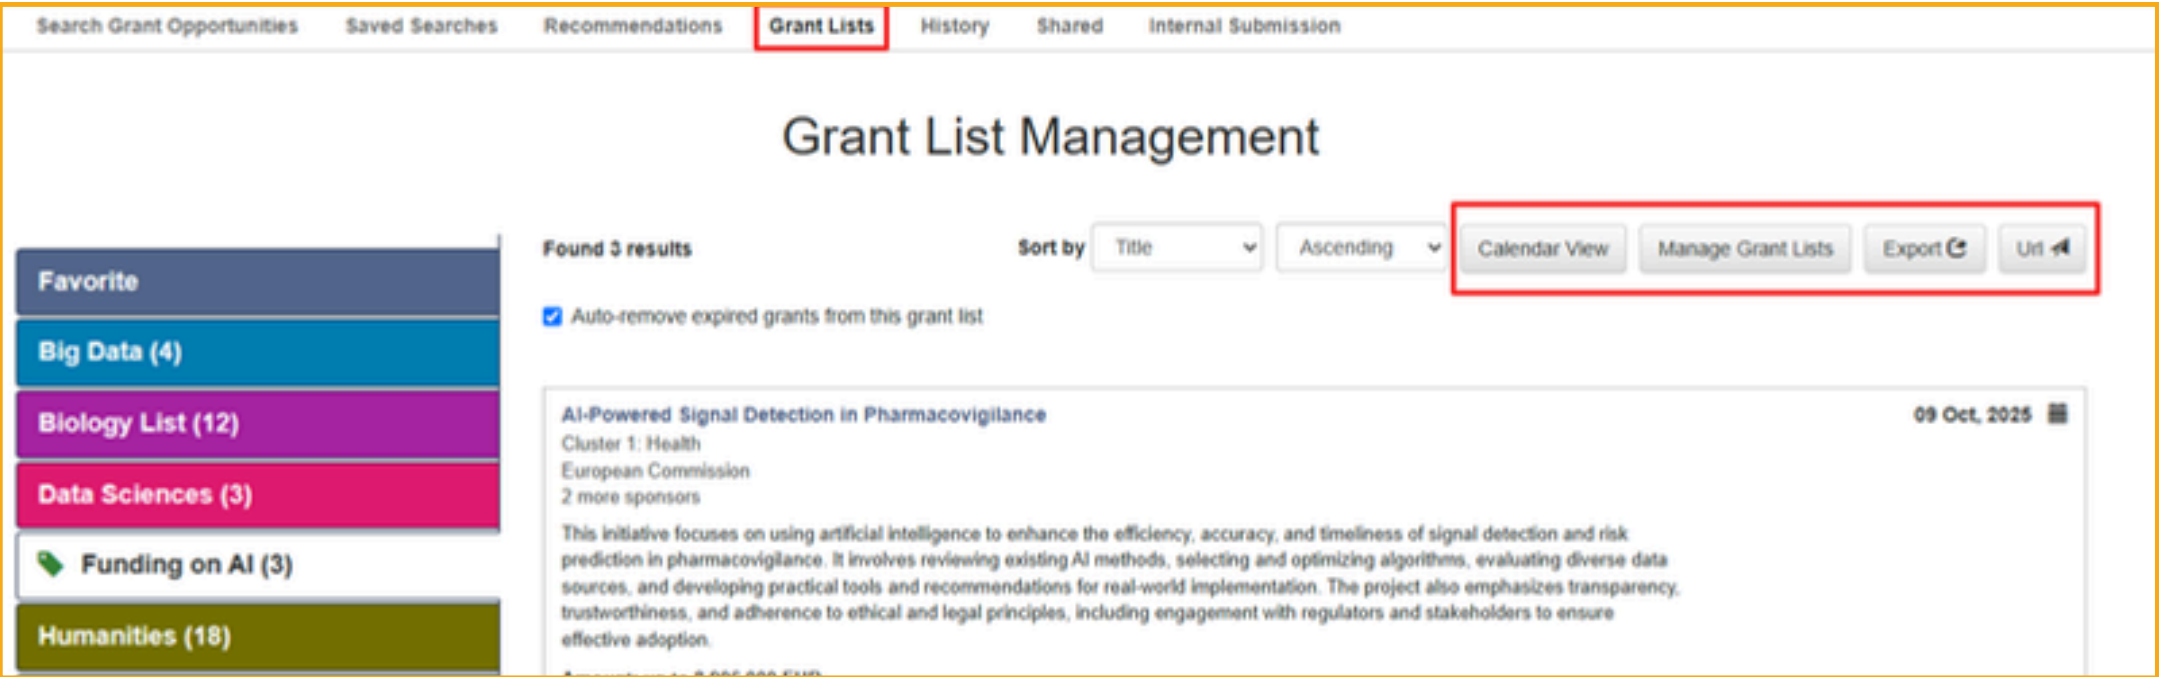 Search Grant Opportunities Saved Searches Recommendations Grant Lists History Shared Internal Submission
Grant List Management
Favorite
Big Data (4)
Biology List (12)
Data Sciences (3)
Funding on AI (3)
Humanities (18)
Found 3 results Sort by Title Ascending Calendar View Manage Grant Lists Export Url
Auto-remove expired grants from this grant list
AI-Powered Signal Detection in Pharmacovigilance 09 Oct, 2025
Cluster 1: Health
European Commission
2 more sponsors
This initiative focuses on using artificial intelligence to enhance the efficiency, accuracy, and timeliness of signal detection and risk
prediction in pharmacovigilance. It involves reviewing existing AI methods, selecting and optimizing algorithms, evaluating diverse data
sources, and developing practical tools and recommendations for real-world implementation. The project also emphasizes transparency,
trustworthiness, and adherence to ethical and legal principles, including engagement with regulators and stakeholders to ensure
effective adoption.